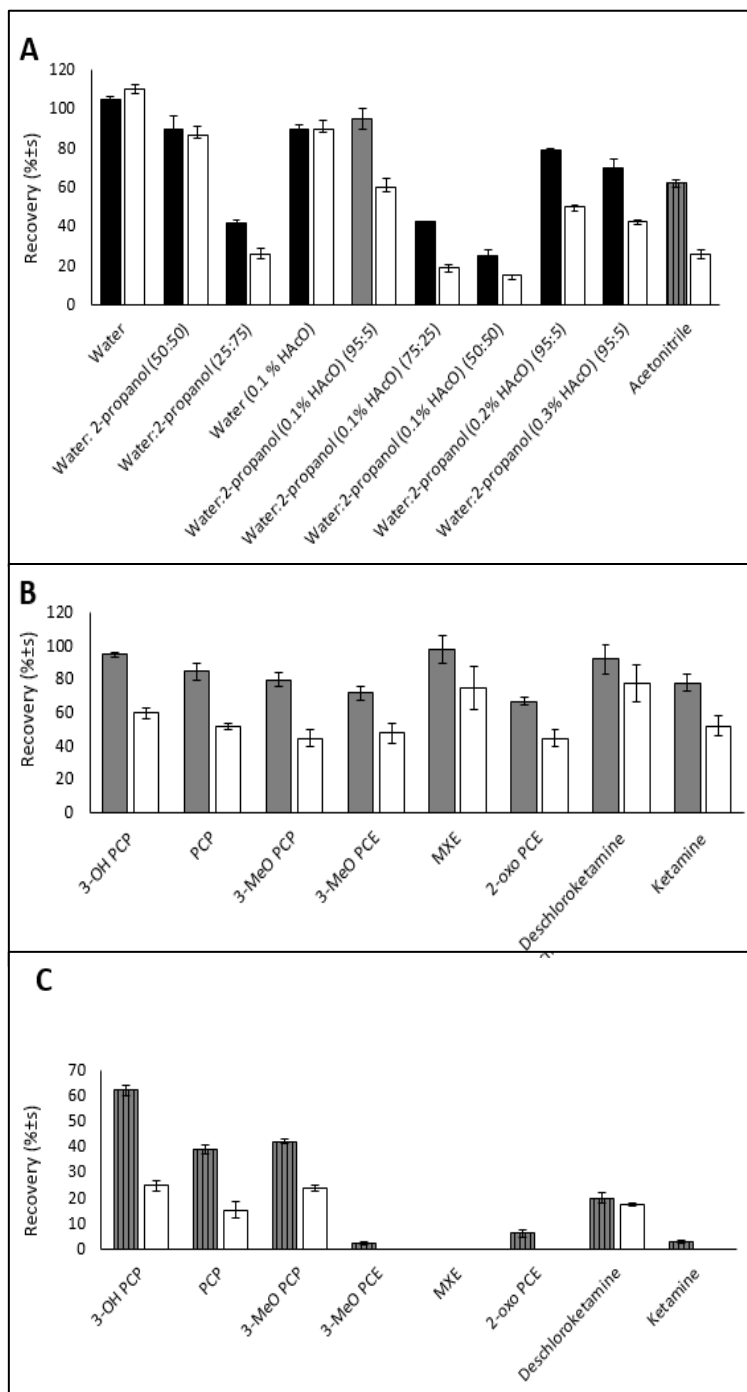 A
120
100
80
60
40
20
0
Recovery (%±s)
Water
Water: 2-propanol (50:50)
Water:2-propanol (25:75)
Water (0.1 % HAcO)
Water:2-propanol (0.1% HAcO) (95:5)
Water:2-propanol (0.1% HAcO) (75:25)
Water:2-propanol (0.1% HAcO) (50:50)
Water:2-propanol (0.2% HAcO) (95:5)
Water:2-propanol (0.3% HAcO) (95:5)
Acetonitrile
B
120
100
80
60
40
20
0
Recovery (%±s)
3-OH PCP
PCP
3-MeO PCP
3-MeO PCE
MXE
2-oxo PCE
Deschloroketamine
Ketamine
C
70
60
50
40
30
20
10
0
Recovery (%±s)
3-OH PCP
PCP
3-MeO PCP
3-MeO PCE
MXE
2-oxo PCE
Deschloroketamine
Ketamine